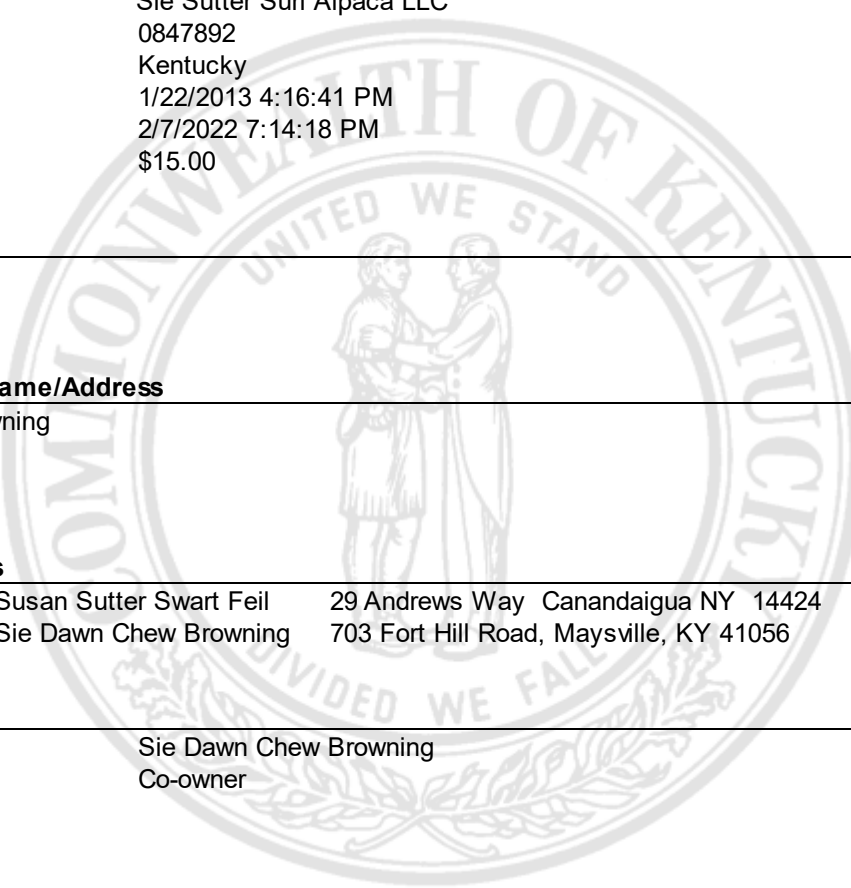 Sie Sutter Sun Alpaca LLC
0847892
Kentucky
1/22/2013 4:16:41 PM
2/7/2022 7:14:18 PM
$15.00
ame/Address
ning
s
Susan Sutter Swart Feil 29 Andrews Way Canandaigua NY 14424
Sie Dawn Chew Browning 703 Fort Hill Road, Maysville, KY 41056
Sie Dawn Chew Browning
Co-owner
COMMONWEALTH OF KENTUCKY
UNITED WE STAND
DIVIDED WE FALL